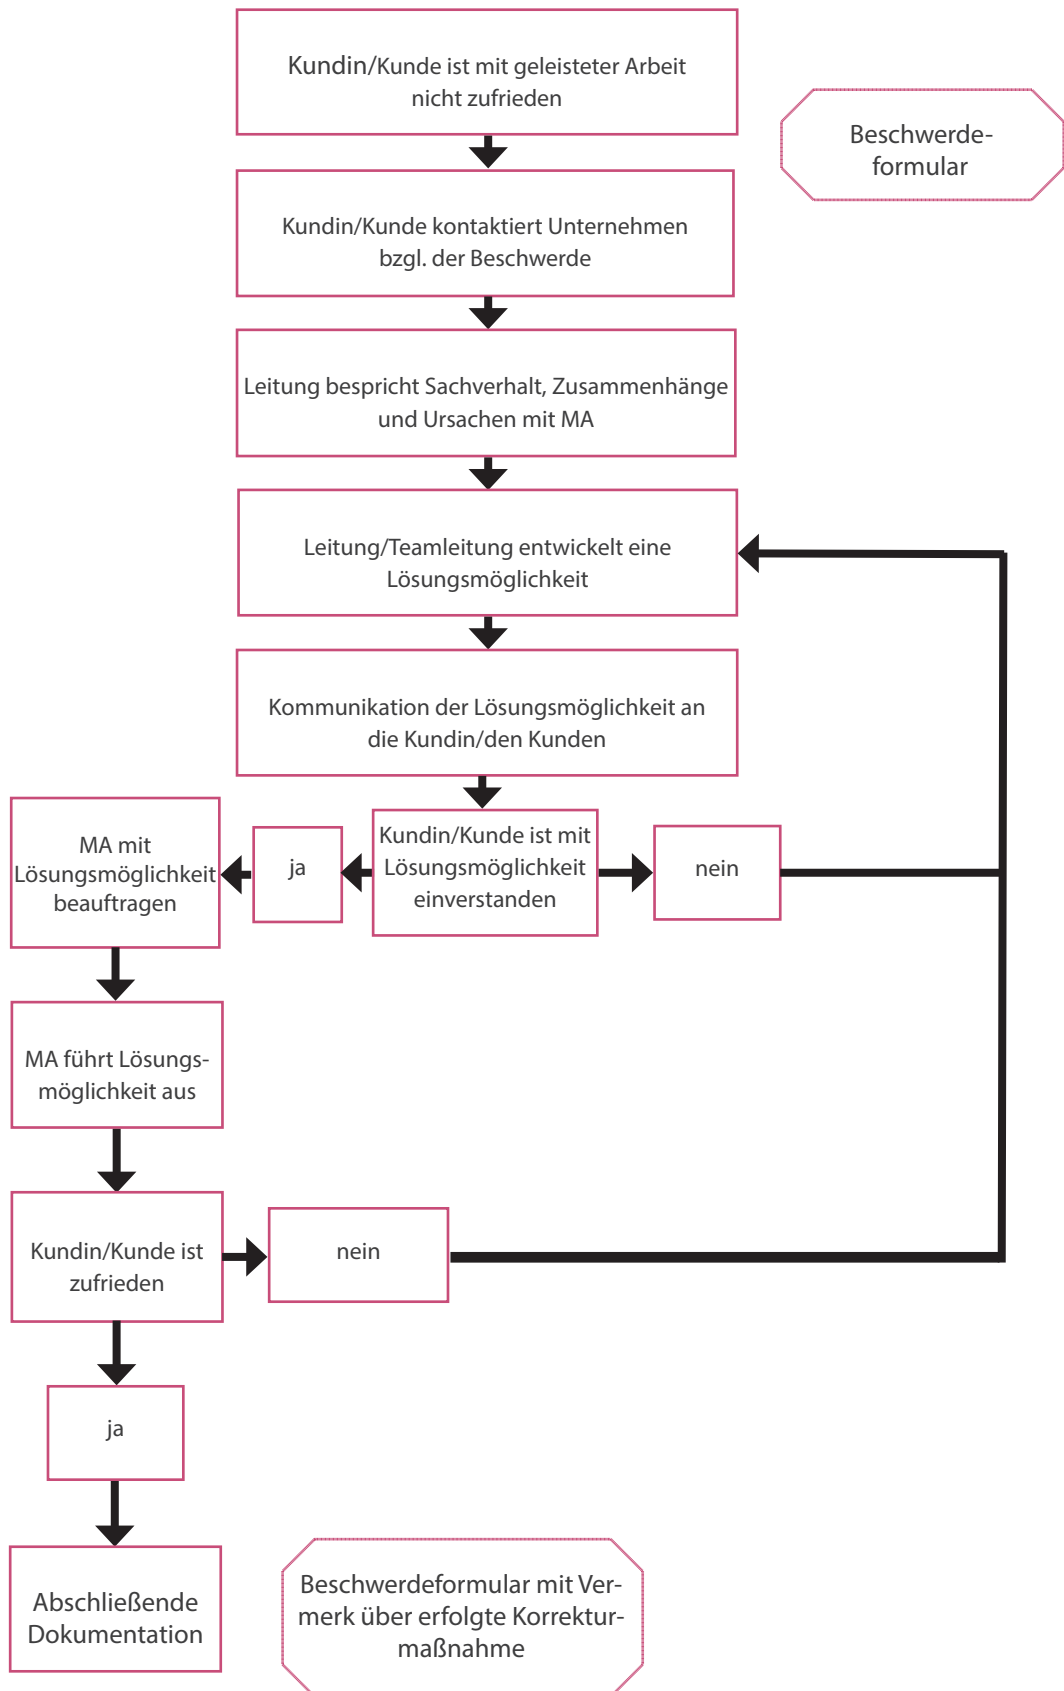 Kundin/Kunde ist mit geleisteter Arbeit
nicht zufrieden
Beschwerde-
formular
Kundin/Kunde kontaktiert Unternehmen
bzgl. der Beschwerde
Leitung bespricht Sachverhalt, Zusammenhänge
und Ursachen mit MA
Leitung/Teamleitung entwickelt eine
Lösungsmöglichkeit
Kommunikation der Lösungsmöglichkeit an
die Kundin/den Kunden
MA mit
Lösungsmöglichkeit
beauftragen
ja
Kundin/Kunde ist mit
Lösungsmöglichkeit
einverstanden
nein
MA führt Lösungs-
möglichkeit aus
Kundin/Kunde ist
zufrieden
nein
ja
Abschließende
Dokumentation
Beschwerdeformular mit Ver-
merk über erfolgte Korrektur-
maßnahme